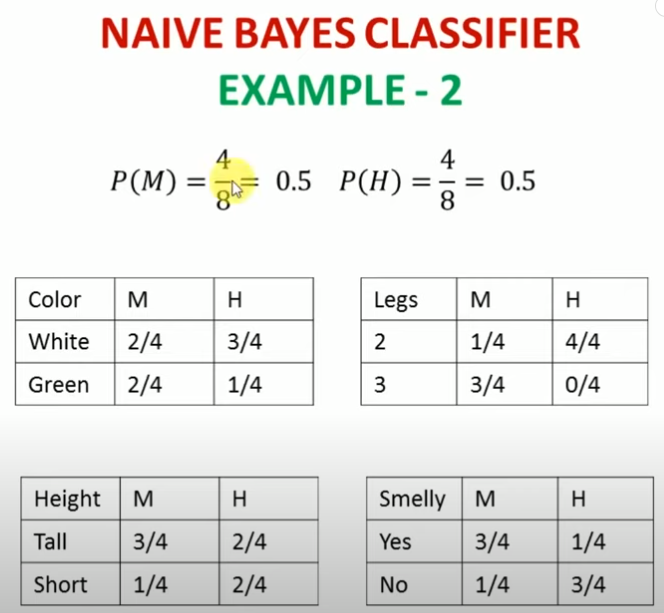 NAIVE BAYES CLASSIFIER
EXAMPLE - 2
P(M) = 4/8 = 0.5 P(H) = 4/8 = 0.5
Color M H
White 2/4 3/4
Green 2/4 1/4
Legs M H
2 1/4 4/4
3 3/4 0/4
Height M H
Tall 3/4 2/4
Short 1/4 2/4
Smelly M H
Yes 3/4 1/4
No 1/4 3/4